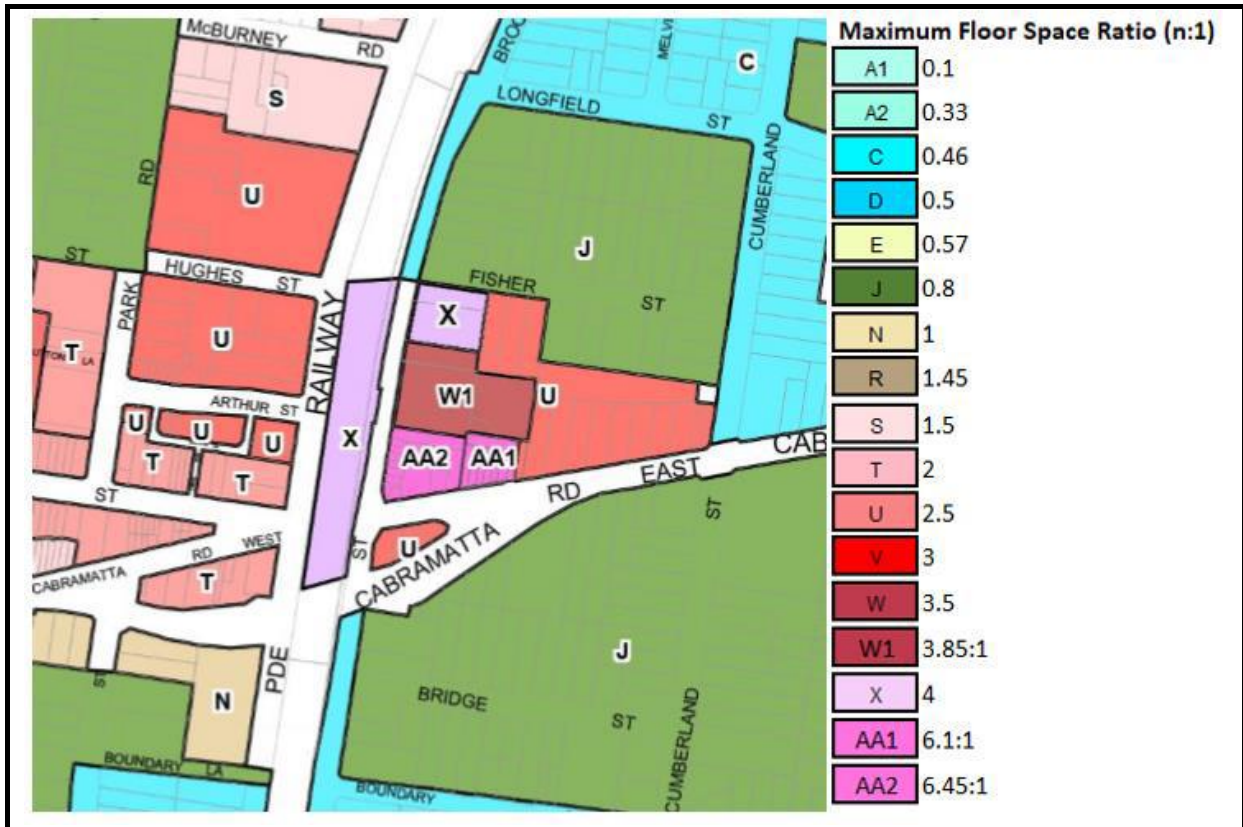 McBURNEY
RD
BROO
MELVI
C
LONGFIELD
ST
CUMBERLAND
S
RD
U
J
ST
HUGHES
ST
FISHER
ST
PARK
RAILWAY
X
U
T
LA
ARTHUR ST
W1
U
U
U
U
X
AA2
AA1
T
T
ST
RD
EAST
CAB
ST
RD
WEST
U
ST
CABRAMATTA
T
CABRAMATTA
J
PDE
ST
N
BRIDGE
ST
CUMBERLAND
BOUNDARY
LA
BOUNDARY
Maximum Floor Space Ratio (n:1)
A1 0.1
A2 0.33
C 0.46
D 0.5
E 0.57
J 0.8
N 1
R 1.45
S 1.5
T 2
U 2.5
V 3
W 3.5
W1 3.85:1
X 4
AA1 6.1:1
AA2 6.45:1